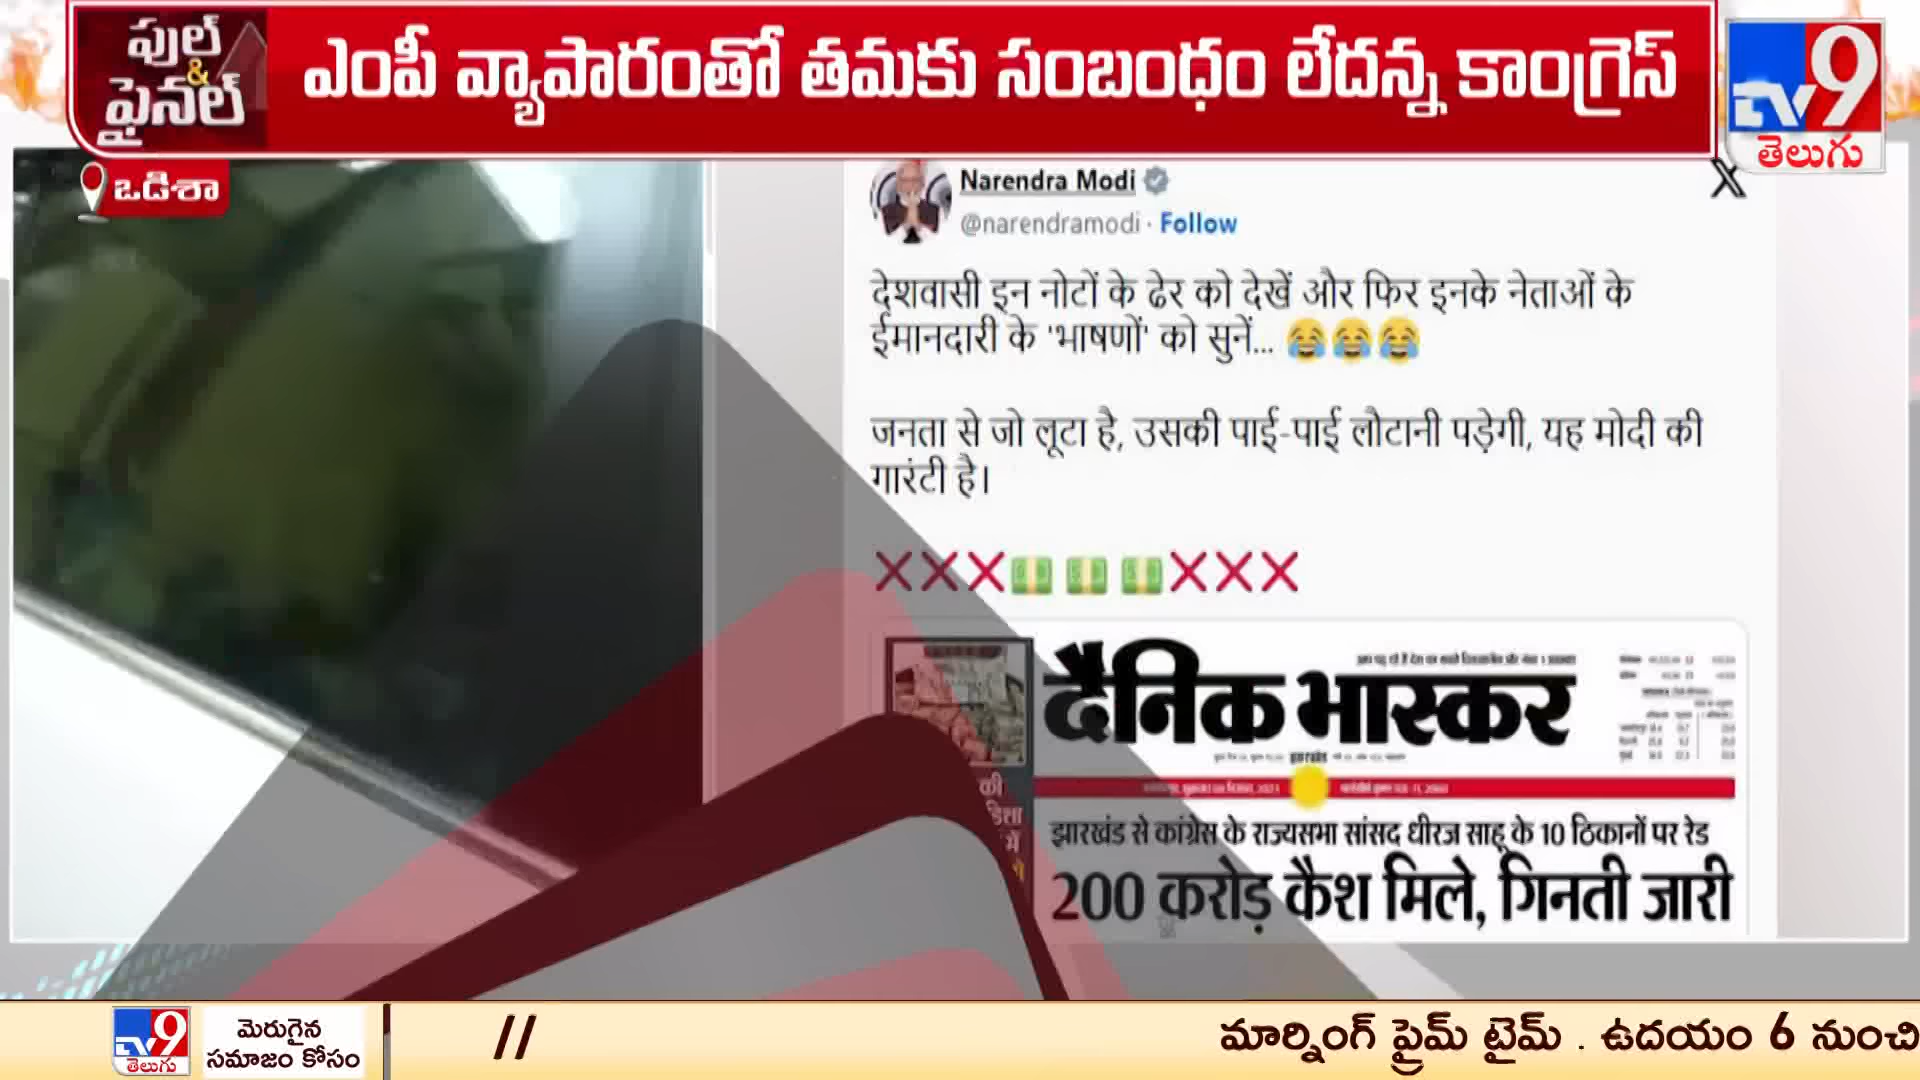 ఫుల్
&
ఫైనల్
ఎంపీ వ్యాపారంతో తమకు సంబంధం లేదన్న కాంగ్రెస్
TV9
తెలుగు
ఒడిశా
Narendra Modi
@narendramodi · Follow
देशवासी इन नोटों के ढेर को देखें और फिर इनके नेताओं के
ईमानदारी के 'भाषणों' को सुनें... 😂😂😂
जनता से जो लूटा है, उसकी पाई-पाई लौटानी पड़ेगी, यह मोदी की
गारंटी है।
❌❌❌💵💵💵❌❌❌
दैनिक भास्कर
झारखंड से कांग्रेस के राज्यसभा सांसद धीरज साहू के 10 ठिकानों पर रेड
200 करोड़ कैश मिले, गिनती जारी
की
में
TV9
తెలుగు
మెరుగైన
సమాజం కోసం
//
మార్నింగ్ ప్రైమ్ టైమ్ . ఉదయం 6 నుంచి